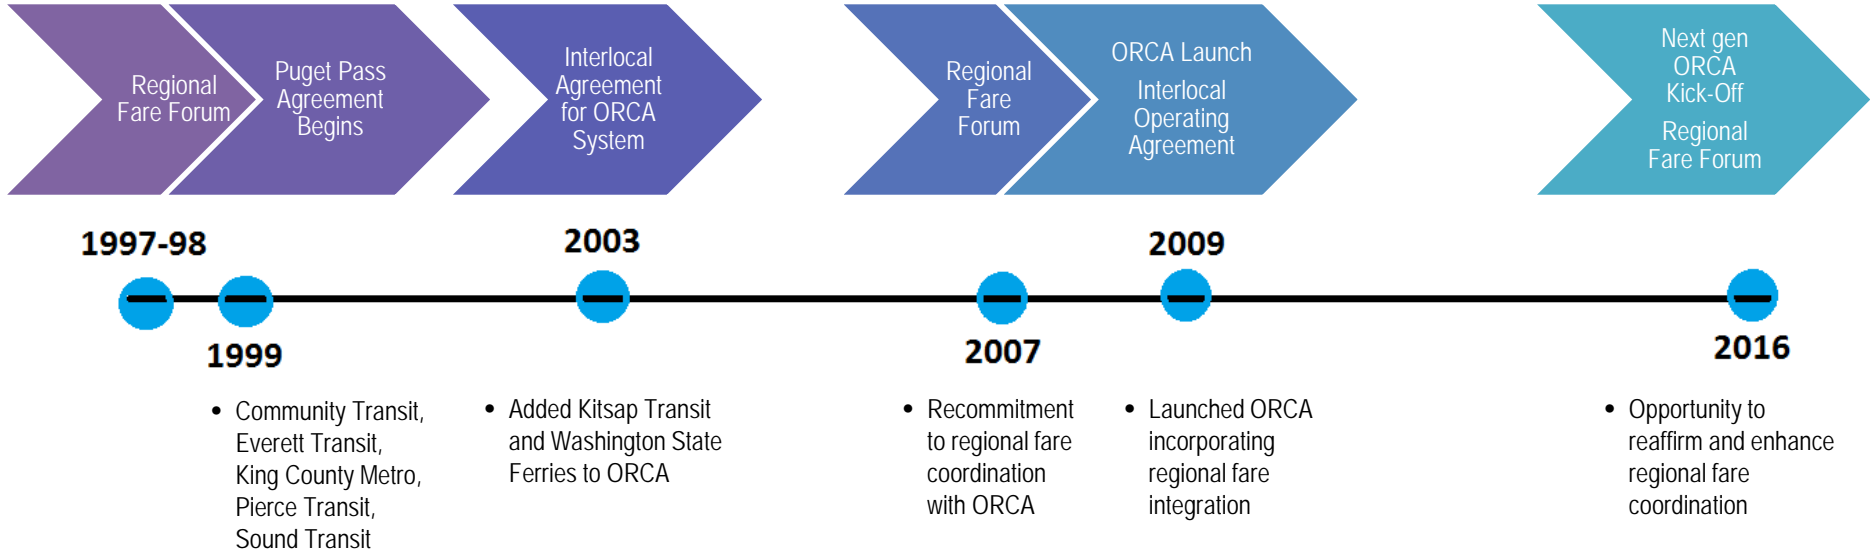 Regional
Fare Forum
Puget Pass
Agreement
Begins
Interlocal
Agreement
for ORCA
System
Regional
Fare
Forum
ORCA Launch
Interlocal
Operating
Agreement
Next gen
ORCA
Kick-Off
Regional
Fare Forum
1997-98
2003
2009
1999
2007
2016
• Community Transit,
Everett Transit,
King County Metro,
Pierce Transit,
Sound Transit
• Added Kitsap Transit
and Washington State
Ferries to ORCA
• Recommitment
to regional fare
coordination
with ORCA
• Launched ORCA
incorporating
regional fare
integration
• Opportunity to
reaffirm and enhance
regional fare
coordination